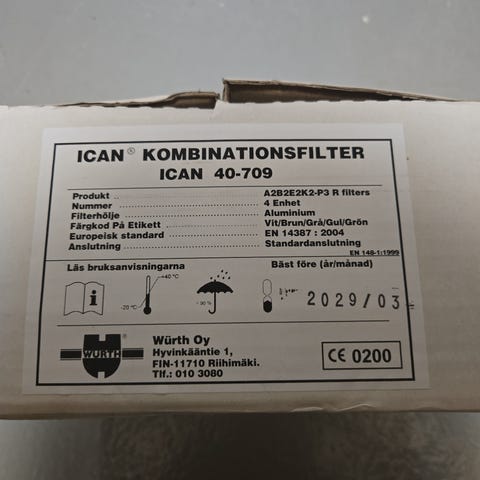 ICAN® KOMBINATIONSFILTER
ICAN 40-709
Produkt A2B2E2K2-P3 R filters
Nummer 4 Enhet
Filterhölje Aluminium
Färgkod På Etikett Vit/Brun/Grå/Gul/Grön
Europeisk standard EN 14387 : 2004
Anslutning Standardanslutning
EN 148-1:1999
Läs bruksanvisningarna Bäst före (år/månad)
+40 °C
-20 °C
~ 90 %
2029/03
WÜRTH
Würth Oy
Hyvinkääntie 1,
FIN-11710 Riihimäki.
Tlf.: 010 3080
CE 0200